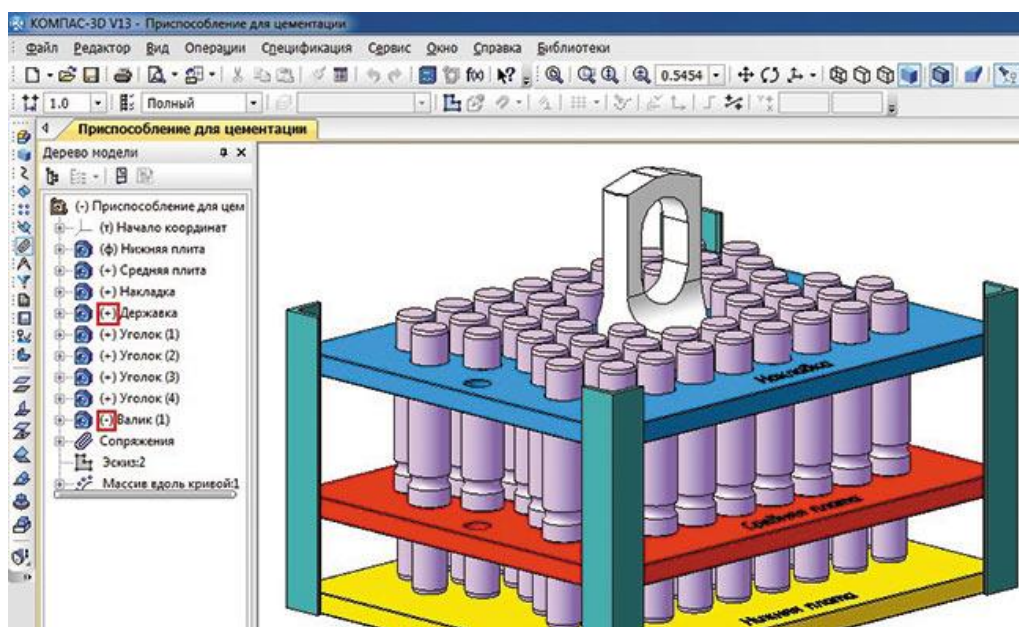 КОМПАС-3D V13 - Приспособление для цементации
Файл Редактор Вид Операции Спецификация Сервис Окно Справка Библиотеки
f(x) 0.5454
1.0 Полный
Приспособление для цементации
Дерево модели
(-) Приспособление для цем
(т) Начало координат
(ф) Нижняя плита
(+) Средняя плита
(+) Накладка
(+) Державка
(+) Уголок (1)
(+) Уголок (2)
(+) Уголок (3)
(+) Уголок (4)
(-) Валик (1)
Сопряжения
Эскиз:2
Массив вдоль кривой:1
Накладка
Средняя плита
Нижняя плита